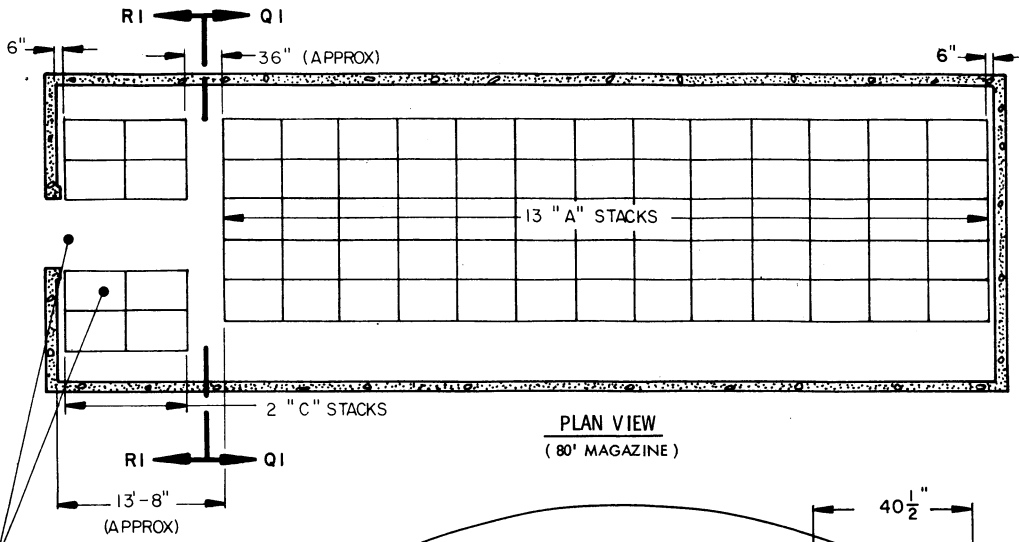 R1 Q1
6"
36" (APPROX)
6"
13 "A" STACKS
2 "C" STACKS
PLAN VIEW
(80' MAGAZINE)
R1 Q1
13'-8"
(APPROX)
40 1/2"